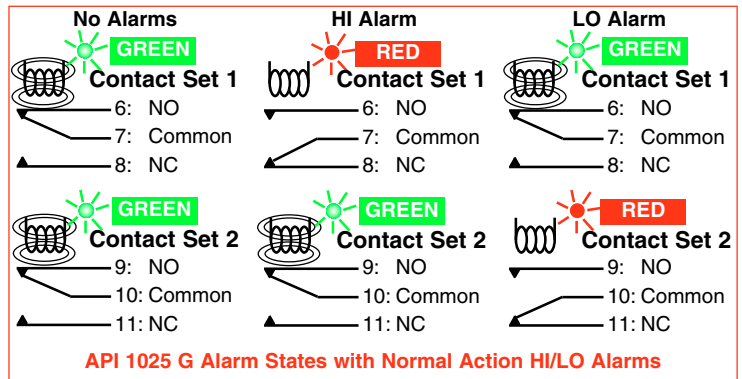 No Alarms HI Alarm LO Alarm
GREEN RED GREEN
Contact Set 1 Contact Set 1 Contact Set 1
6: NO 6: NO 6: NO
7: Common 7: Common 7: Common
8: NC 8: NC 8: NC
GREEN GREEN RED
Contact Set 2 Contact Set 2 Contact Set 2
9: NO 9: NO 9: NO
10: Common 10: Common 10: Common
11: NC 11: NC 11: NC
API 1025 G Alarm States with Normal Action HI/LO Alarms